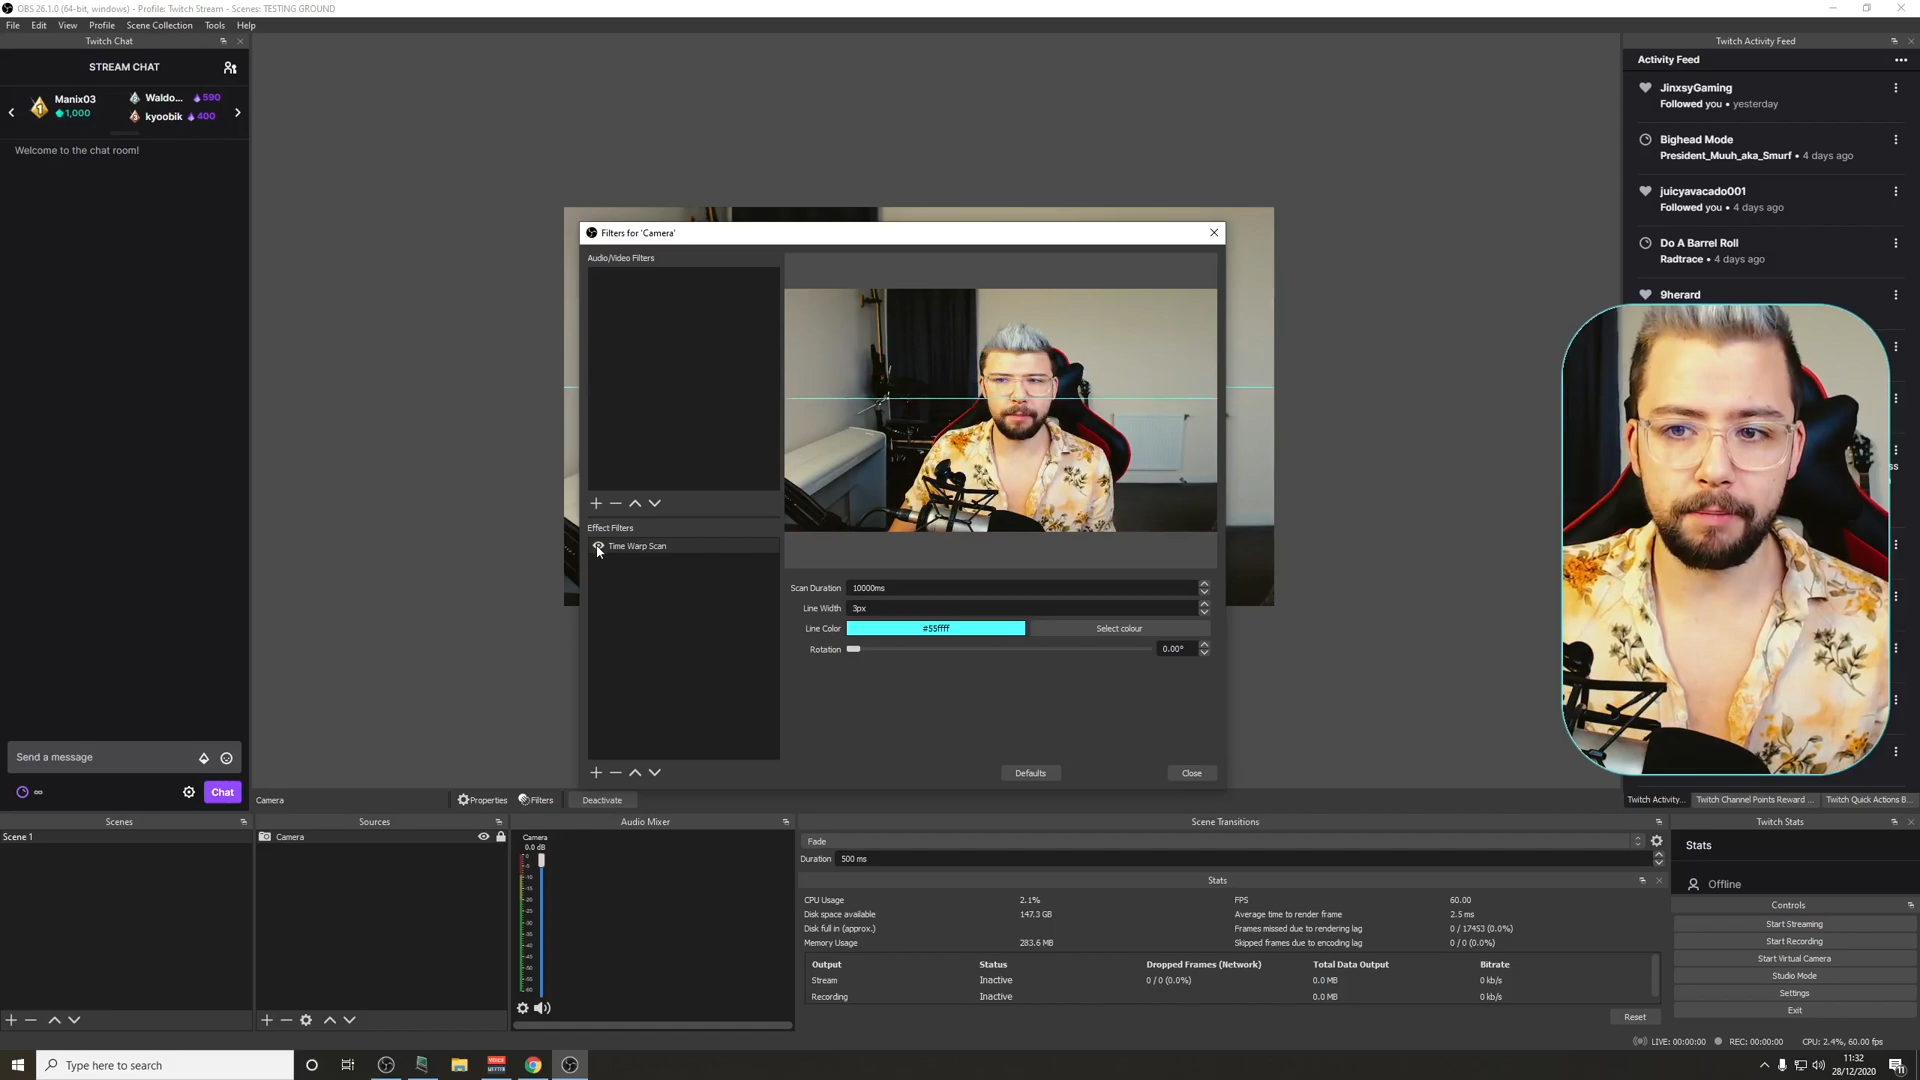 OBS 26.1.0 (64-bit, windows) - Profile: Twitch Stream - Scenes: TESTING GROUND
File Edit View Profile Scene Collection Tools Help
Twitch Chat
STREAM CHAT
Manix03
1,000
Waldo... 590
kyoobik 400
Welcome to the chat room!
Send a message
Chat
Twitch Activity Feed
Activity Feed
JinxsyGaming
Followed you • yesterday
Bighead Mode
President_Muuh_aka_Smurf • 4 days ago
juicyavacado001
Followed you • 4 days ago
Do A Barrel Roll
Radtrace • 4 days ago
9herard
Filters for 'Camera'
Audio/Video Filters
Effect Filters
Time Warp Scan
Scan Duration 10000ms
Line Width 3px
Line Color #55ffff Select colour
Rotation 0.00°
Defaults Close
Camera Properties Filters Deactivate
Twitch Activity... Twitch Channel Points Reward ... Twitch Quick Actions B...
Scenes
Scene 1
Sources
Camera
Audio Mixer
Camera
0.0 dB
Scene Transitions
Fade
Duration 500 ms
Stats
CPU Usage 2.1%
Disk space available 147.3 GB
Disk full in (approx.)
Memory Usage 283.6 MB
FPS 60.00
Average time to render frame 2.5 ms
Frames missed due to rendering lag 0 / 17453 (0.0%)
Skipped frames due to encoding lag 0 / 0 (0.0%)
Output Status Dropped Frames (Network) Total Data Output Bitrate
Stream Inactive 0 / 0 (0.0%) 0.0 MB 0 kb/s
Recording Inactive 0.0 MB 0 kb/s
Reset
Twitch Stats
Stats
Offline
Controls
Start Streaming
Start Recording
Start Virtual Camera
Studio Mode
Settings
Exit
LIVE: 00:00:00 REC: 00:00:00 CPU: 2.4%, 60.00 fps
Type here to search
11:32
28/12/2020